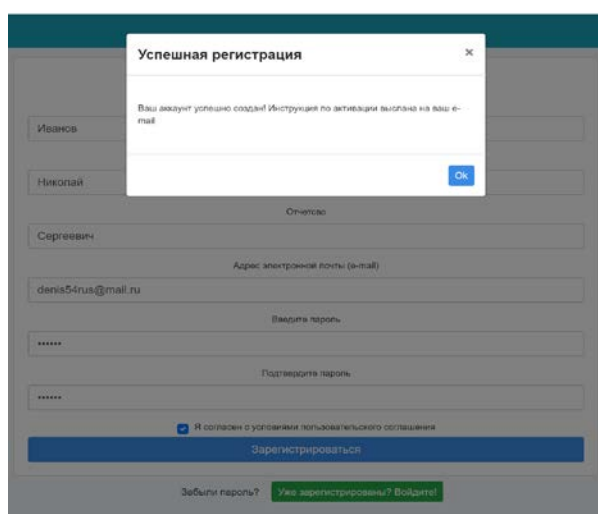 Успешная регистрация ×
Ваш аккаунт успешно создан! Инструкция по активации выслана на ваш e-
mail
Ok
Иванов
Николай
Отчетсво
Сергеевич
Адрес электронной почты (e-mail)
denis54rus@mail.ru
Введите пароль
••••••
Подтвердите пароль
••••••
Я согласен с условиями пользовательского соглашения
Зарегистрироваться
Забыли пароль? Уже зарегистрированы? Войдите!